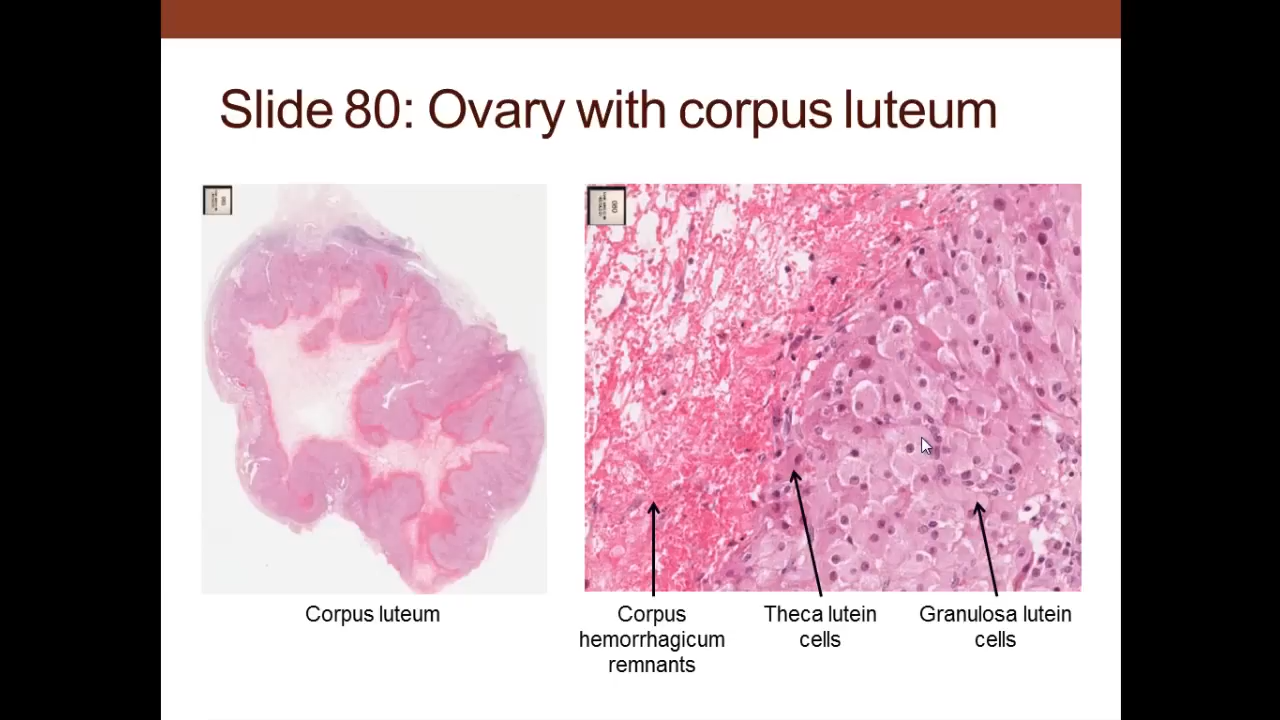 Slide 80: Ovary with corpus luteum
Corpus luteum
Corpus
hemorrhagicum
remnants
Theca lutein
cells
Granulosa lutein
cells